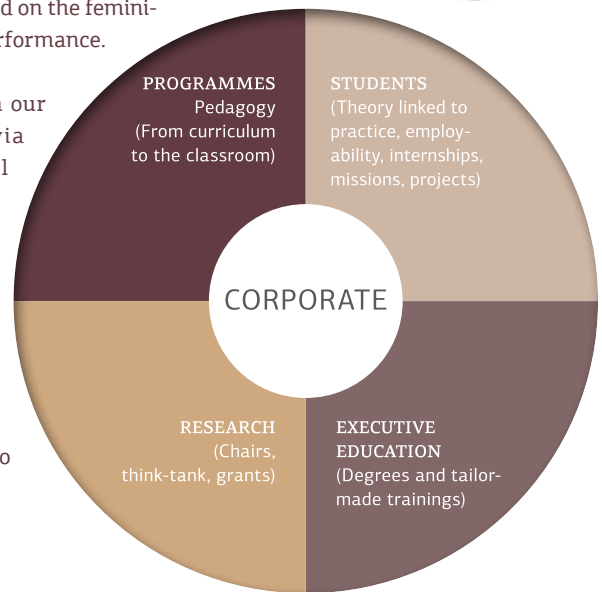 d on the femini-
rformance.
our
via
l
o
PROGRAMMES
Pedagogy
(From curriculum
to the classroom)
STUDENTS
(Theory linked to
practice, employ-
ability, internships,
missions, projects)
CORPORATE
RESEARCH
(Chairs,
think-tank, grants)
EXECUTIVE
EDUCATION
(Degrees and tailor-
made trainings)